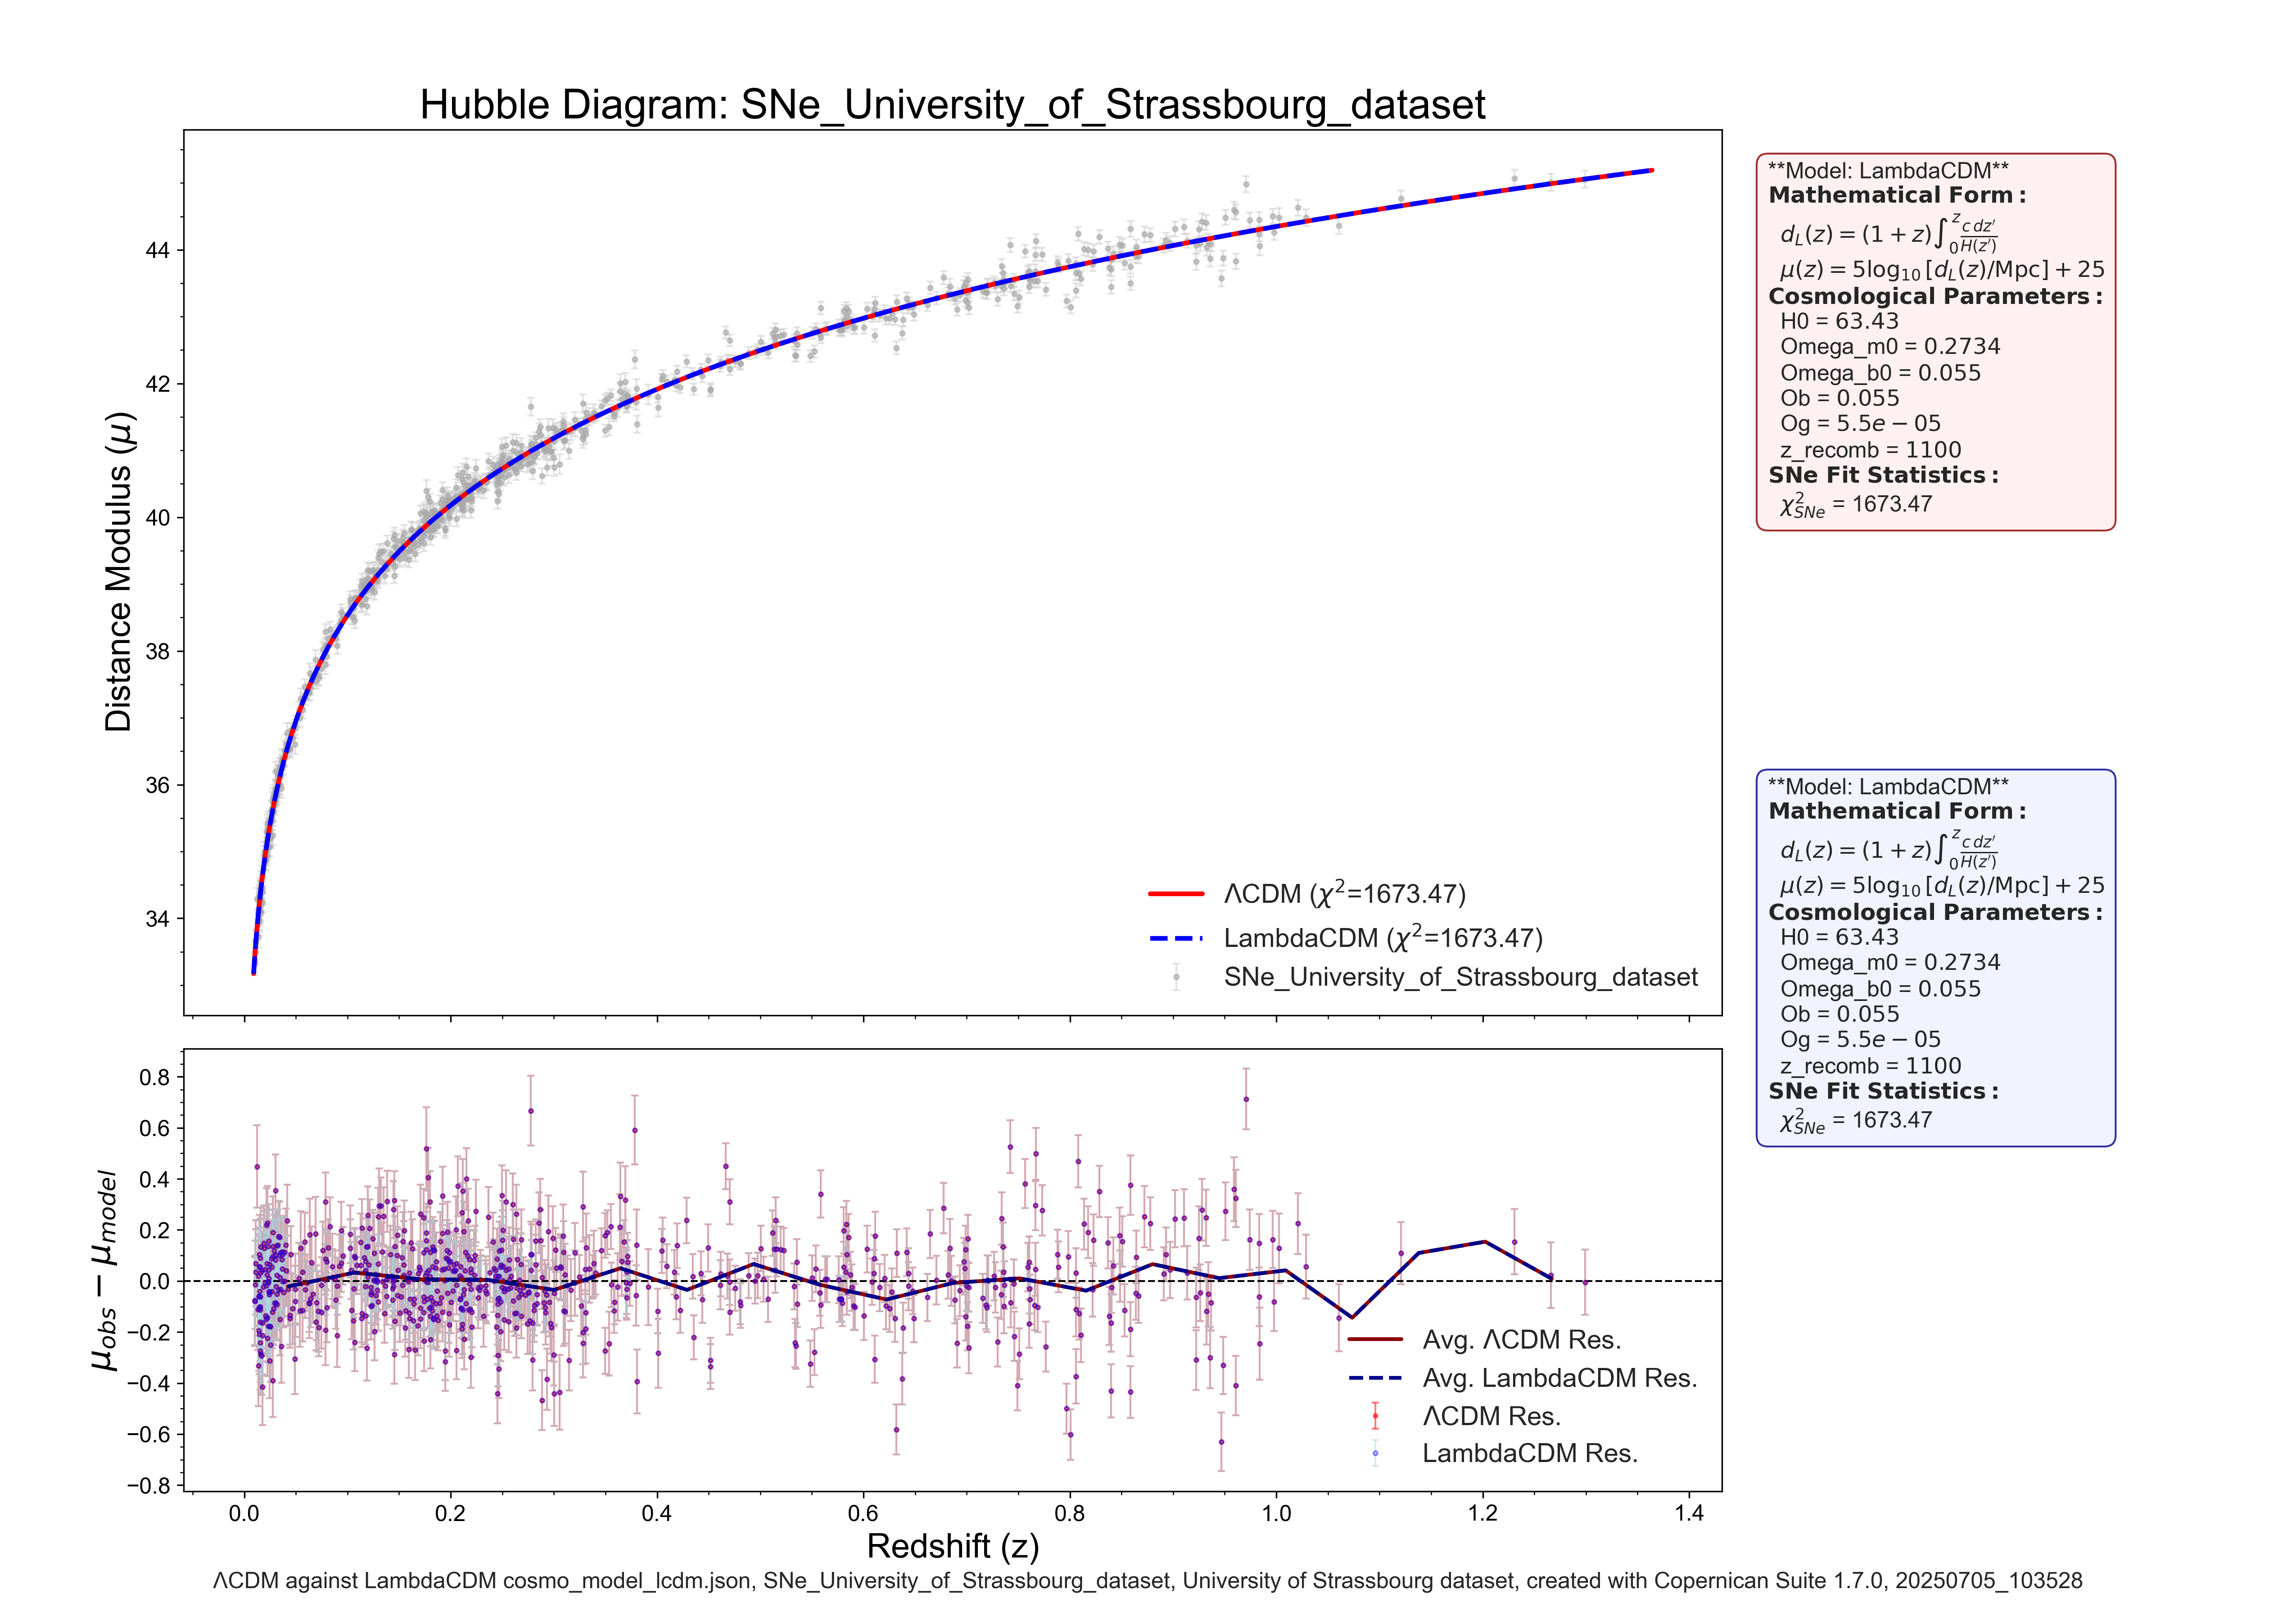 Hubble Diagram: SNe_University_of_Strassbourg_dataset
Distance Modulus (μ)
44
42
40
38
36
34
ΛCDM (χ²=1673.47)
LambdaCDM (χ²=1673.47)
SNe_University_of_Strassbourg_dataset
**Model: LambdaCDM**
Mathematical Form:
d_L(z) = (1 + z)∫₀ᶻ c dz′/H(z′)
μ(z) = 5log₁₀ [d_L(z)/Mpc] + 25
Cosmological Parameters:
H0 = 63.43
Omega_m0 = 0.2734
Omega_b0 = 0.055
Ob = 0.055
Og = 5.5e − 05
z_recomb = 1100
SNe Fit Statistics:
χ²_SNe = 1673.47
**Model: LambdaCDM**
Mathematical Form:
d_L(z) = (1 + z)∫₀ᶻ c dz′/H(z′)
μ(z) = 5log₁₀ [d_L(z)/Mpc] + 25
Cosmological Parameters:
H0 = 63.43
Omega_m0 = 0.2734
Omega_b0 = 0.055
Ob = 0.055
Og = 5.5e − 05
z_recomb = 1100
SNe Fit Statistics:
χ²_SNe = 1673.47
μ_obs − μ_model
0.8
0.6
0.4
0.2
0.0
−0.2
−0.4
−0.6
−0.8
Avg. ΛCDM Res.
Avg. LambdaCDM Res.
ΛCDM Res.
LambdaCDM Res.
0.0 0.2 0.4 0.6 0.8 1.0 1.2 1.4
Redshift (z)
ΛCDM against LambdaCDM cosmo_model_lcdm.json, SNe_University_of_Strassbourg_dataset, University of Strassbourg dataset, created with Copernican Suite 1.7.0, 20250705_103528